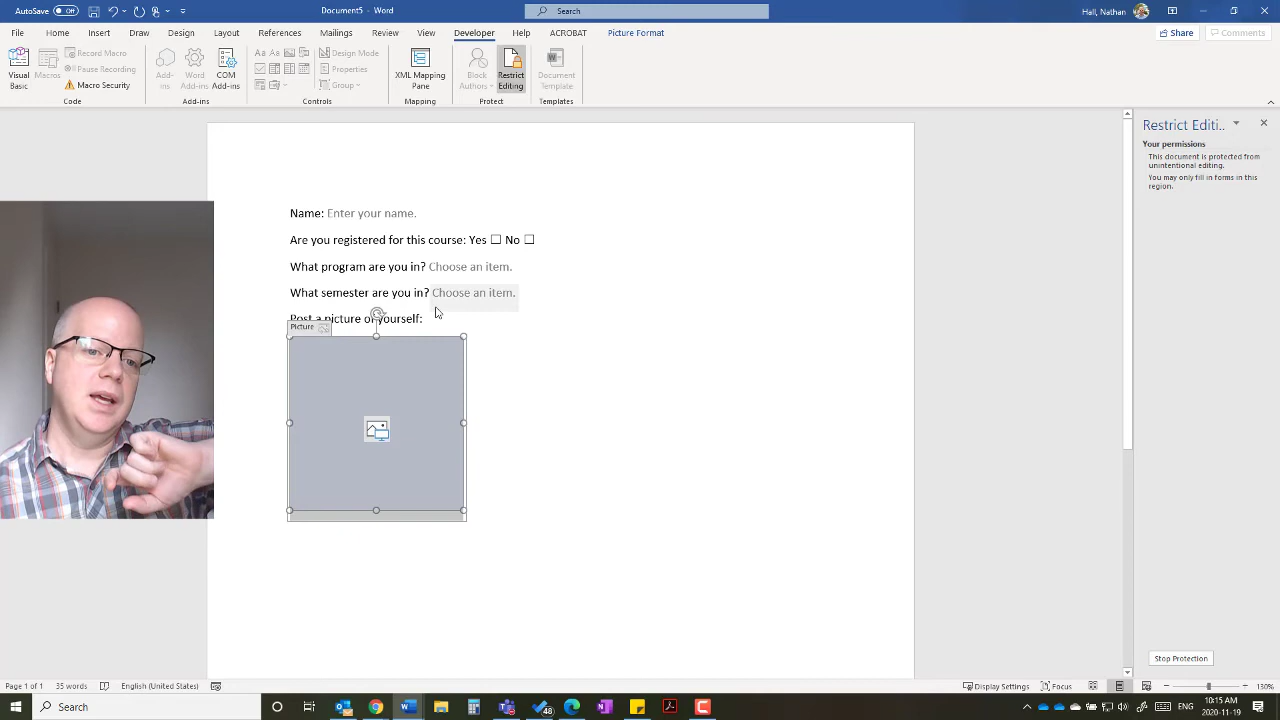 AutoSave Off
Document5 - Word
Search
Hall, Nathan
File Home Insert Draw Design Layout References Mailings Review View Developer Help ACROBAT Picture Format
Share Comments
Visual Basic
Macros
Record Macro
Pause Recording
Macro Security
Code
Add-ins
Word Add-ins
COM Add-ins
Add-ins
Aa Aa
Design Mode
Properties
Group
Controls
XML Mapping Pane
Mapping
Block Authors
Restrict Editing
Protect
Document Template
Templates
Restrict Editi...
Your permissions
This document is protected from
unintentional editing.
You may only fill in forms in this
region.
Name: Enter your name.
Are you registered for this course: Yes ☐ No ☐
What program are you in? Choose an item.
What semester are you in? Choose an item.
Post a picture of yourself:
Picture
Stop Protection
Page 1 of 1 35 words English (United States)
Display Settings Focus 130%
Search
ENG 10:15 AM
2020-11-19